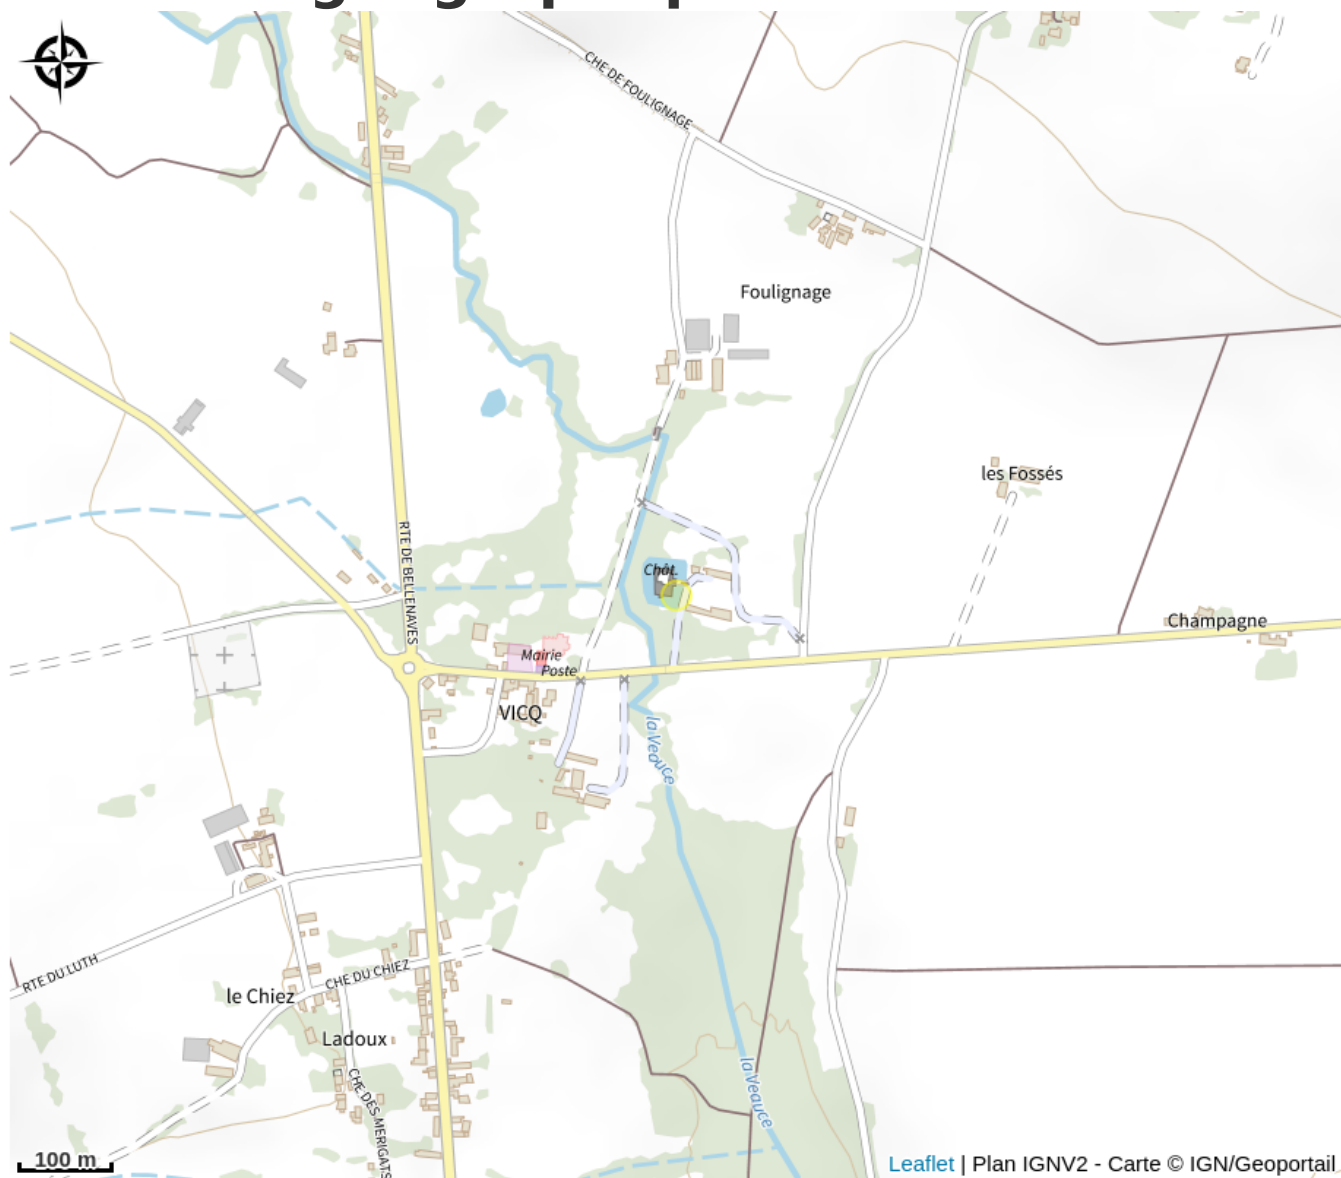 CHE DE FOULIGNAGE
Foulignage
les Fossés
RTE DE BELLENAVES
Chât.
Champagne
Mairie
Poste
VICQ
la Veauce
RTE DU LUTH
CHE DU CHIEZ
le Chiez
Ladoux
CHE DES MERIGATS
la Veauce
100 m
Leaflet | Plan IGNV2 - Carte © IGN/Geoportail